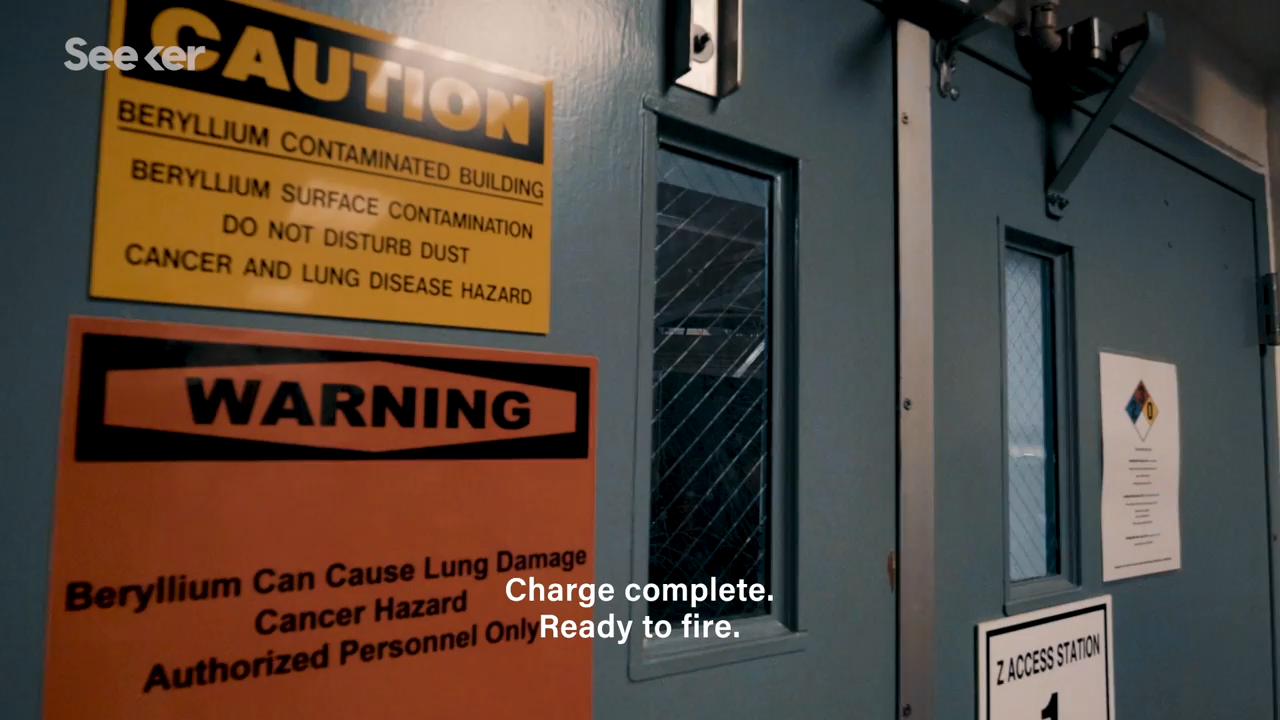 Seeker
CAUTION
BERYLLIUM CONTAMINATED BUILDING
BERYLLIUM SURFACE CONTAMINATION
DO NOT DISTURB DUST
CANCER AND LUNG DISEASE HAZARD
WARNING
Beryllium Can Cause Lung Damage
Cancer Hazard
Authorized Personnel Only
Charge complete.
Ready to fire.
0
Z ACCESS STATION
1